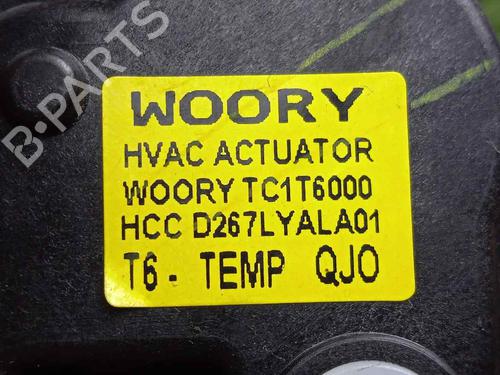 B-PARTS
WOORY
HVAC ACTUATOR
WOORY TC1T6000
HCC D267LYALA01
T6- TEMP QJO